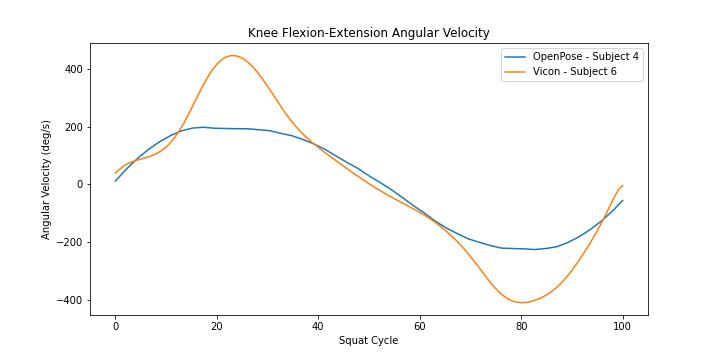 Knee Flexion-Extension Angular Velocity
OpenPose - Subject 4
Vicon - Subject 6
Angular Velocity (deg/s)
400
200
0
−200
−400
0 20 40 60 80 100
Squat Cycle